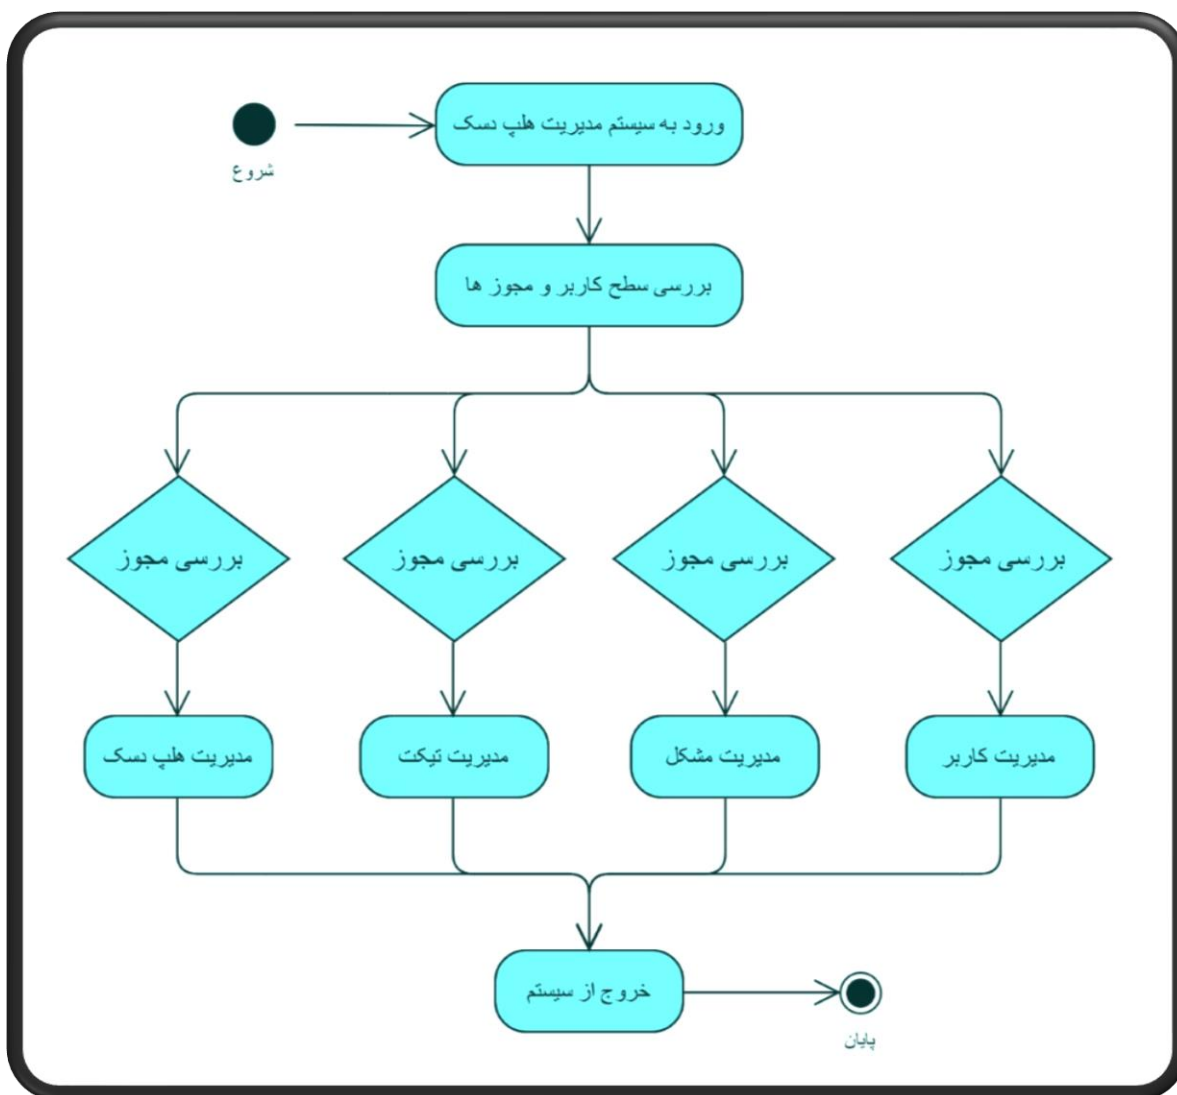 ورود به سیستم مدیریت هلپ دسک
شروع
بررسی سطح کاربر و مجوز ها
بررسی مجوز
بررسی مجوز
بررسی مجوز
بررسی مجوز
مدیریت کاربر
مدیریت مشکل
مدیریت تیکت
مدیریت هلپ دسک
خروج از سیستم
پایان